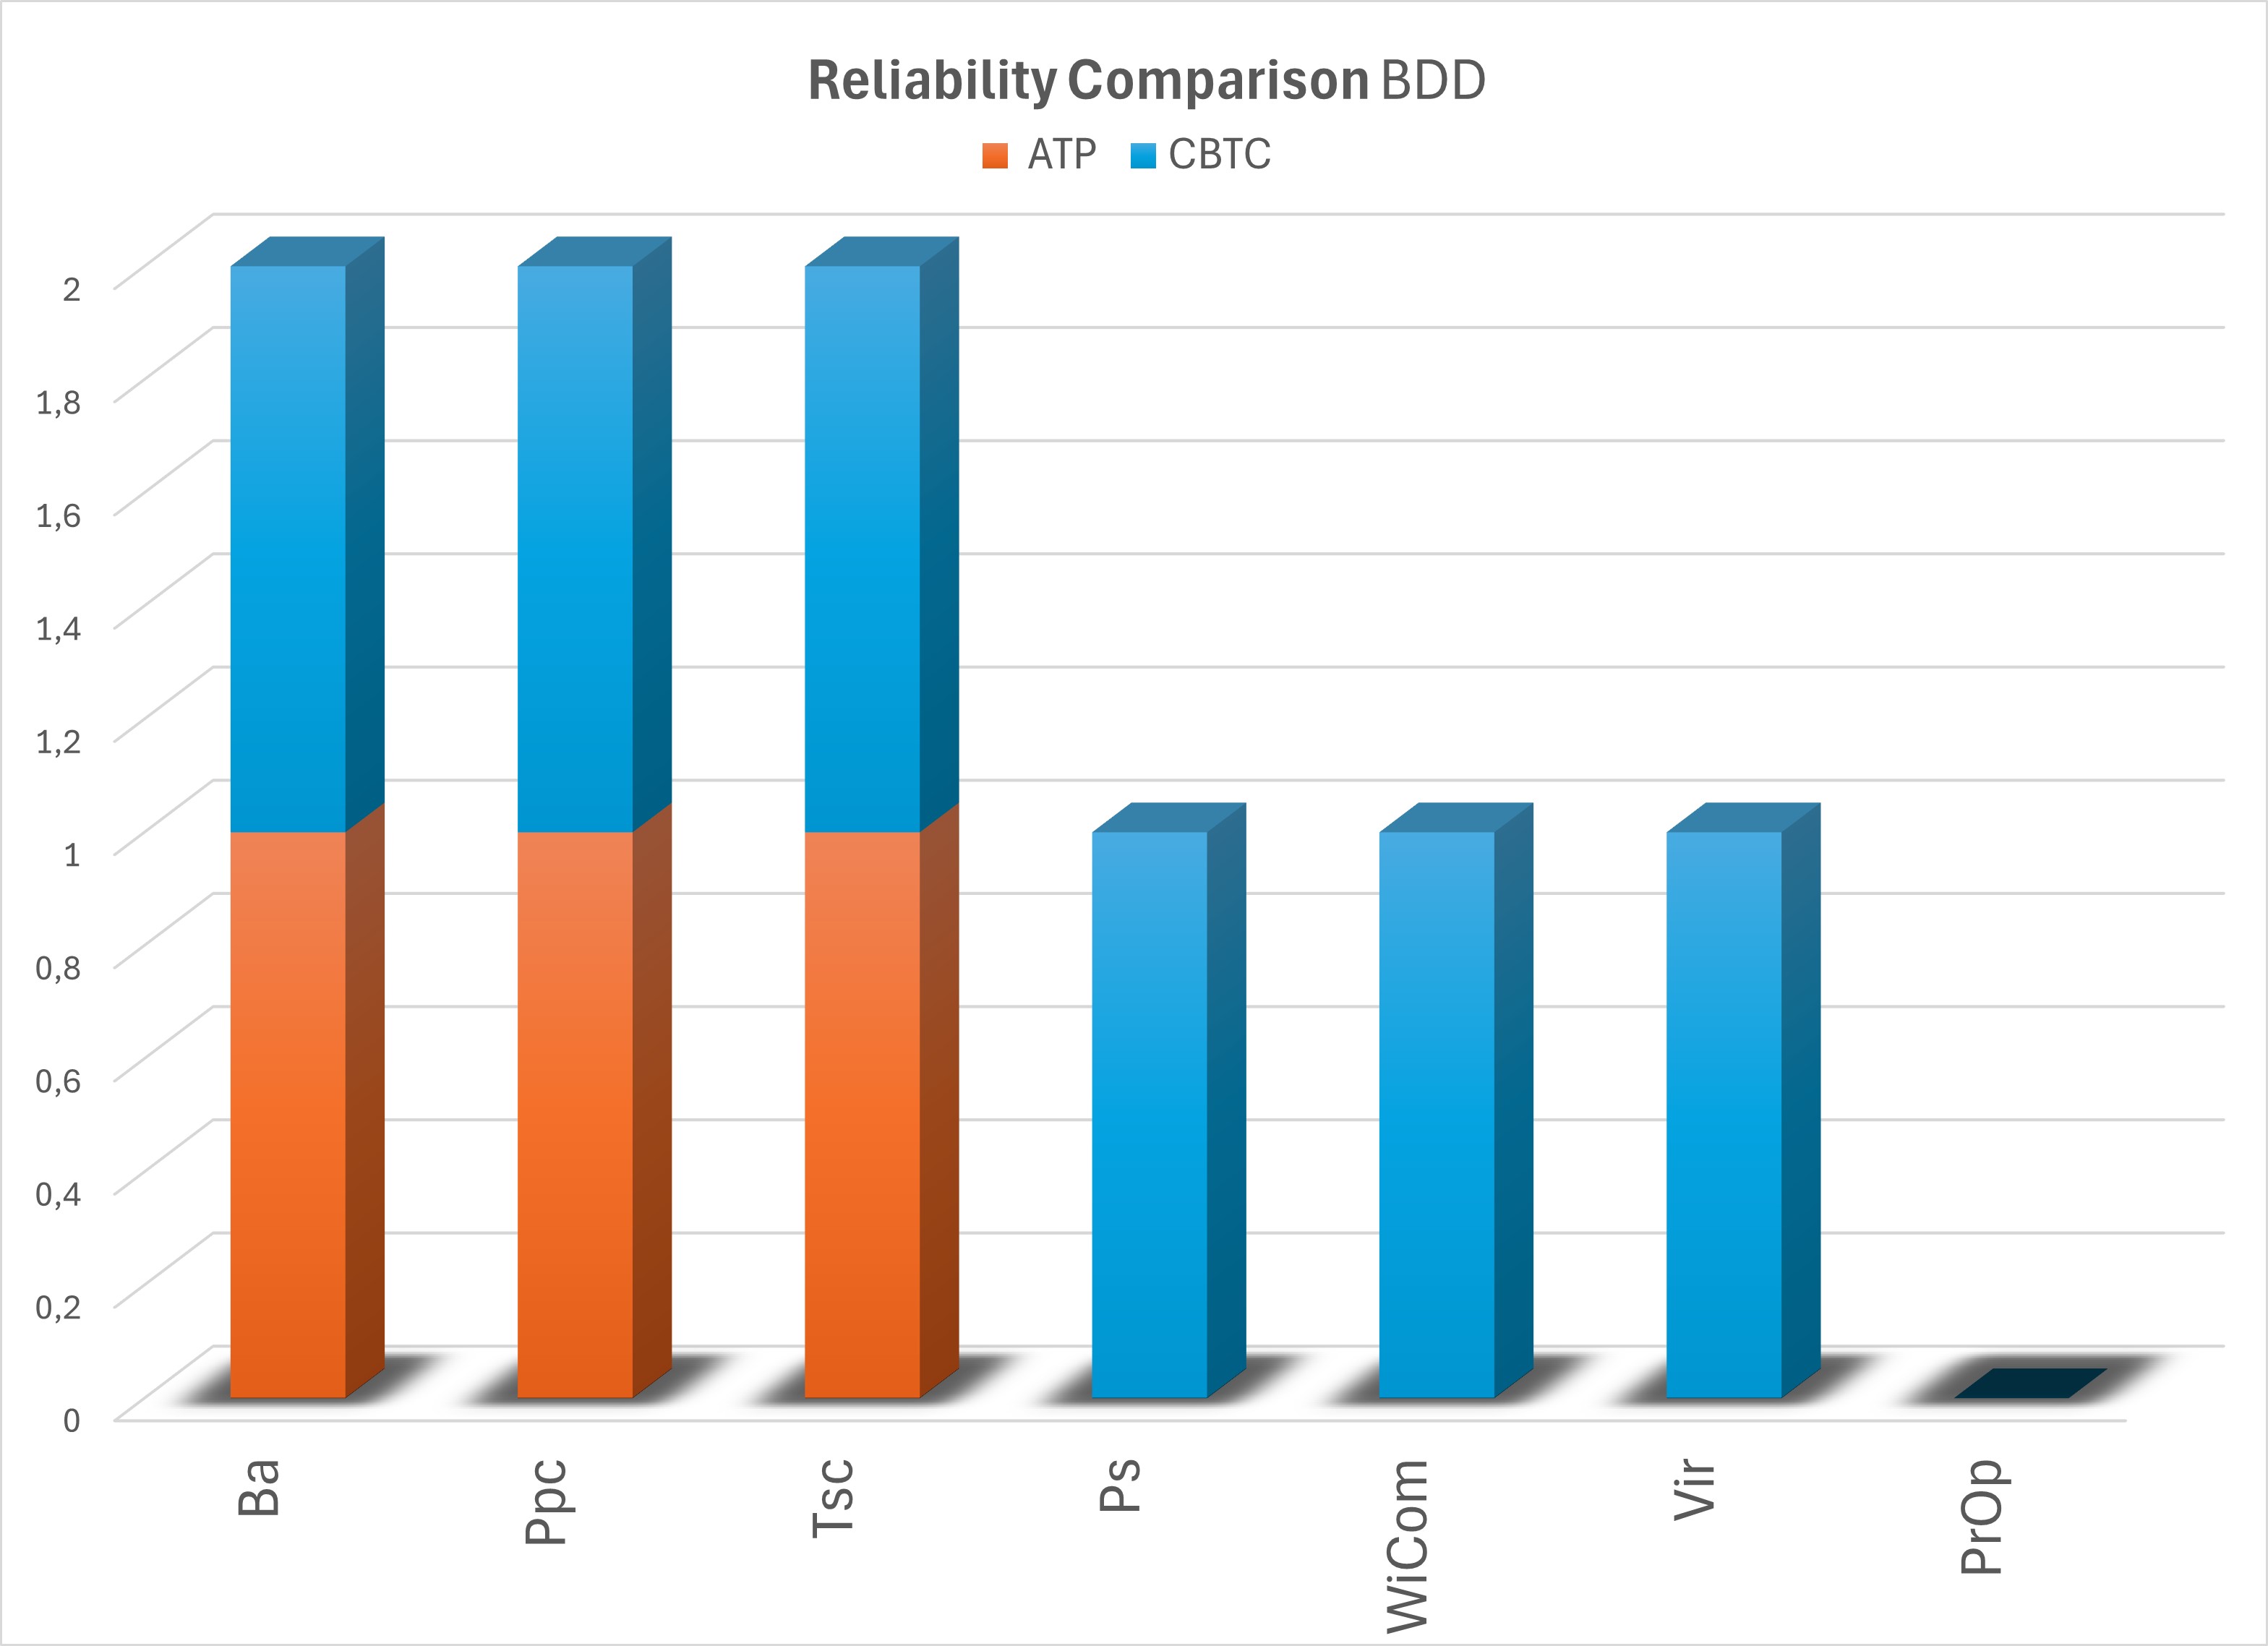 Reliability Comparison BDD
ATP CBTC
2
1,8
1,6
1,4
1,2
1
0,8
0,6
0,4
0,2
0
Ba
Ppc
Tsc
Ps
WiCom
Vir
PrOp